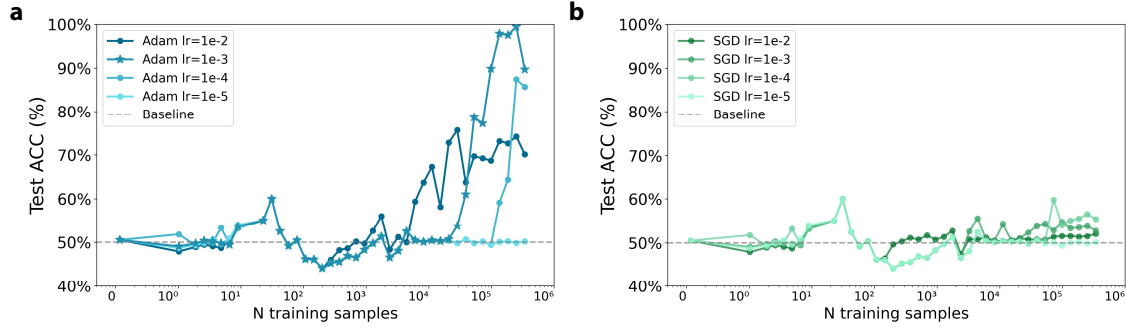 a
100%
90%
80%
70%
60%
50%
40%
Test ACC (%)
Adam lr=1e-2
Adam lr=1e-3
Adam lr=1e-4
Adam lr=1e-5
Baseline
0
10⁰
10¹
10²
10³
10⁴
10⁵
10⁶
N training samples
b
100%
90%
80%
70%
60%
50%
40%
Test ACC (%)
SGD lr=1e-2
SGD lr=1e-3
SGD lr=1e-4
SGD lr=1e-5
Baseline
0
10⁰
10¹
10²
10³
10⁴
10⁵
10⁶
N training samples